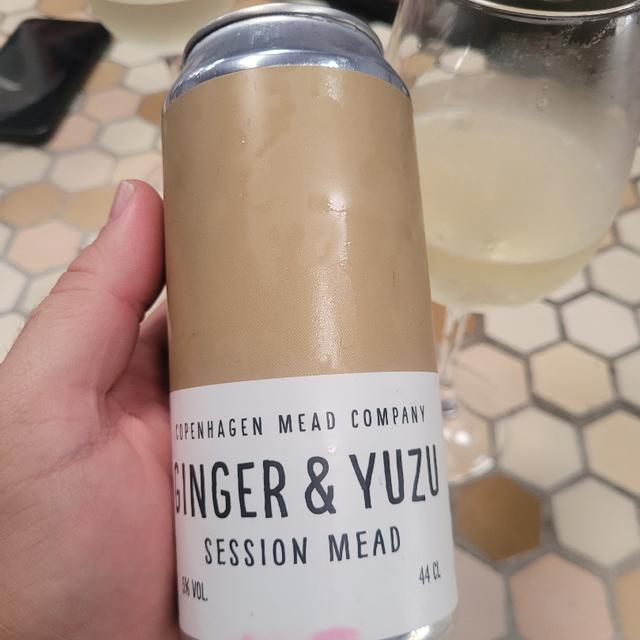 COPENHAGEN MEAD COMPANY
GINGER & YUZU
SESSION MEAD
VOL.
44 CL